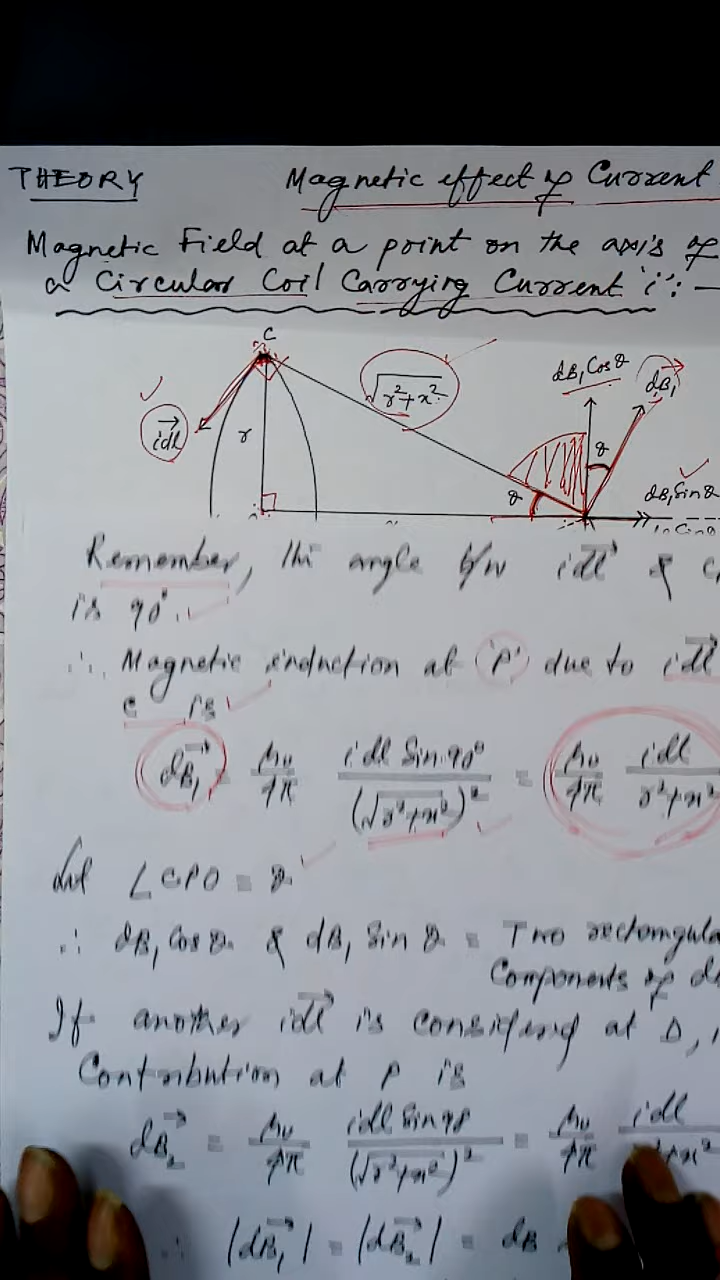 THEORY Magnetic effect of Current
Magnetic Field at a point on the axis of
a Circular Coil Carrying Current 'i': —
C
√r²+x²
dB₁ Cos θ
dB₁
idl
r
θ
θ
dB₁ Sin θ
Remember, the angle b/w idl & C
is 90°.
∴ Magnetic induction at 'P' due to idl
c is
dB₁ = μ₀/4π idl Sin 90°/(√r²+x²)² = μ₀/4π idl/r²+x²
Let ∠CPO = θ
∴ dB₁ Cos θ & dB₁ Sin θ = Two rectangula
Components of d
If another idl is considing at D,
Contribution at P is
dB₂ = μ₀/4π idl Sin 90/(√r²+x²)² = μ₀/4π idl
∴ |dB₁| = |dB₂| = dB